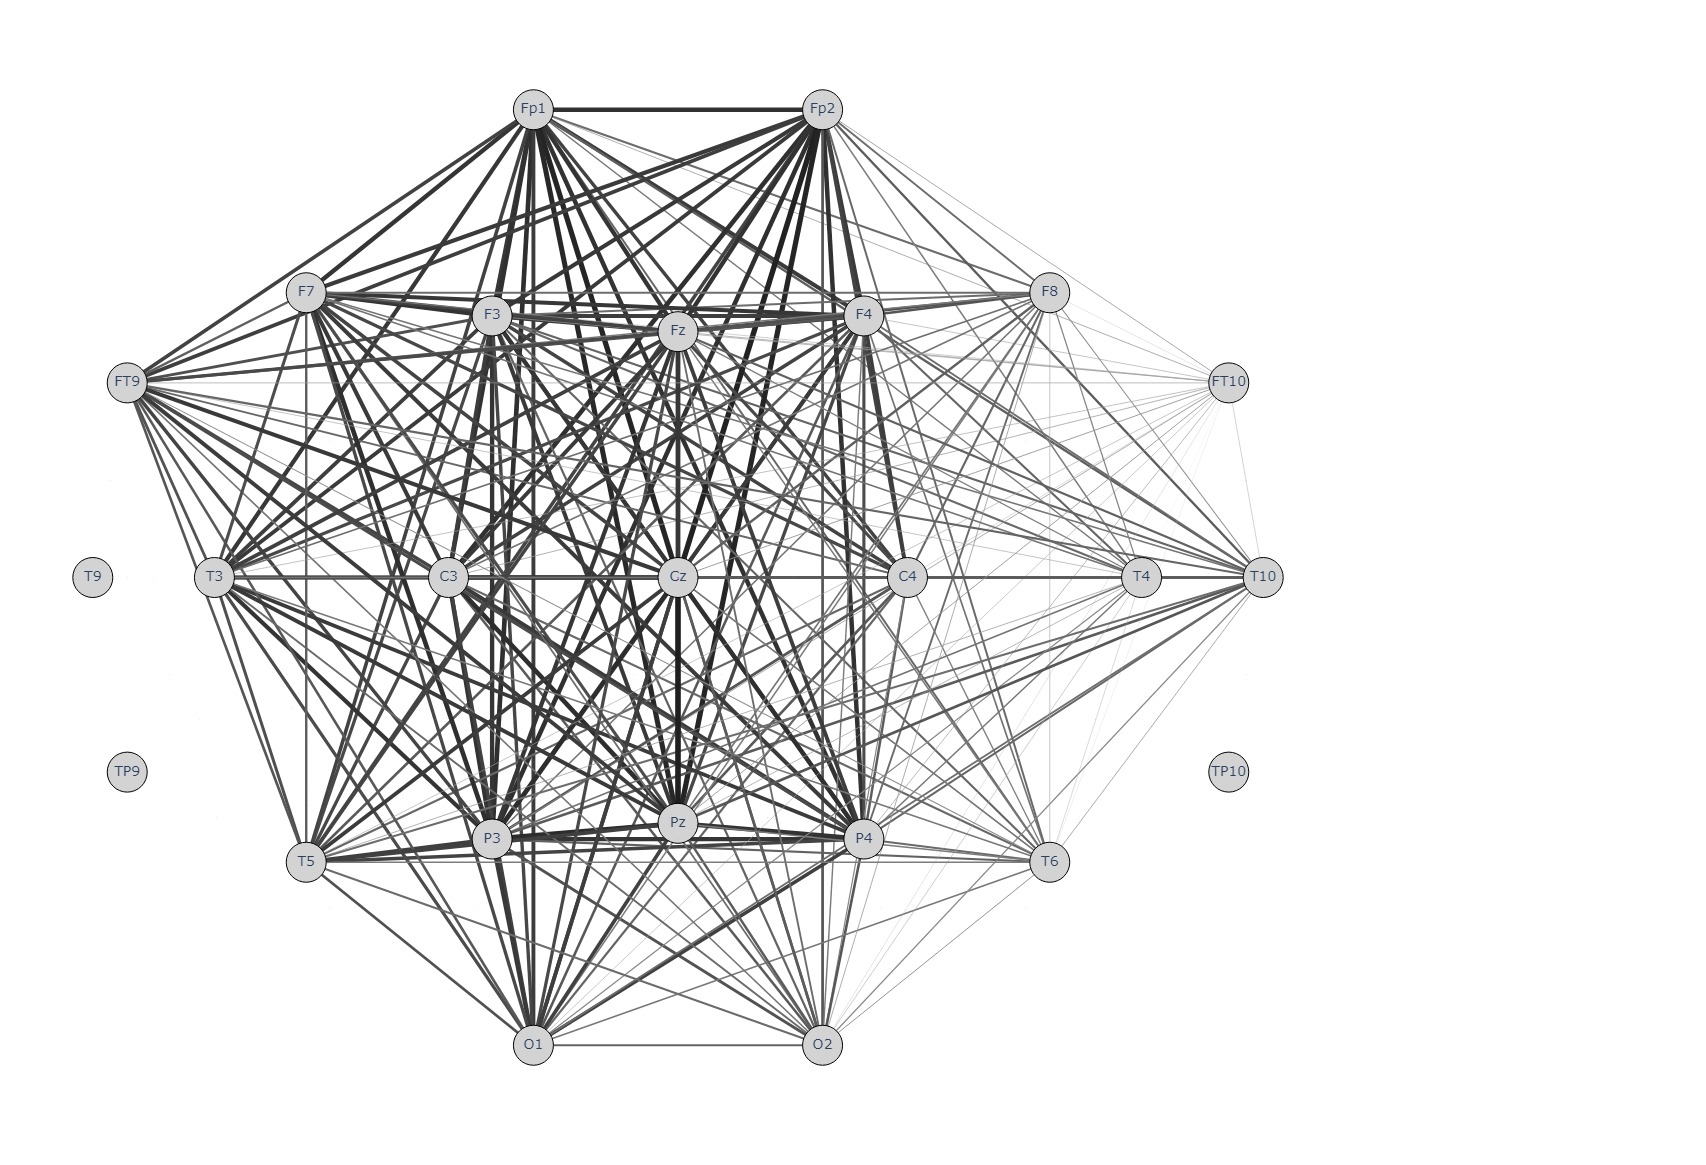 Fp1 Fp2
F7 F3 Fz F4 F8
FT9 FT10
T9 T3 C3 Cz C4 T4 T10
TP9 TP10
T5 P3 Pz P4 T6
O1 O2